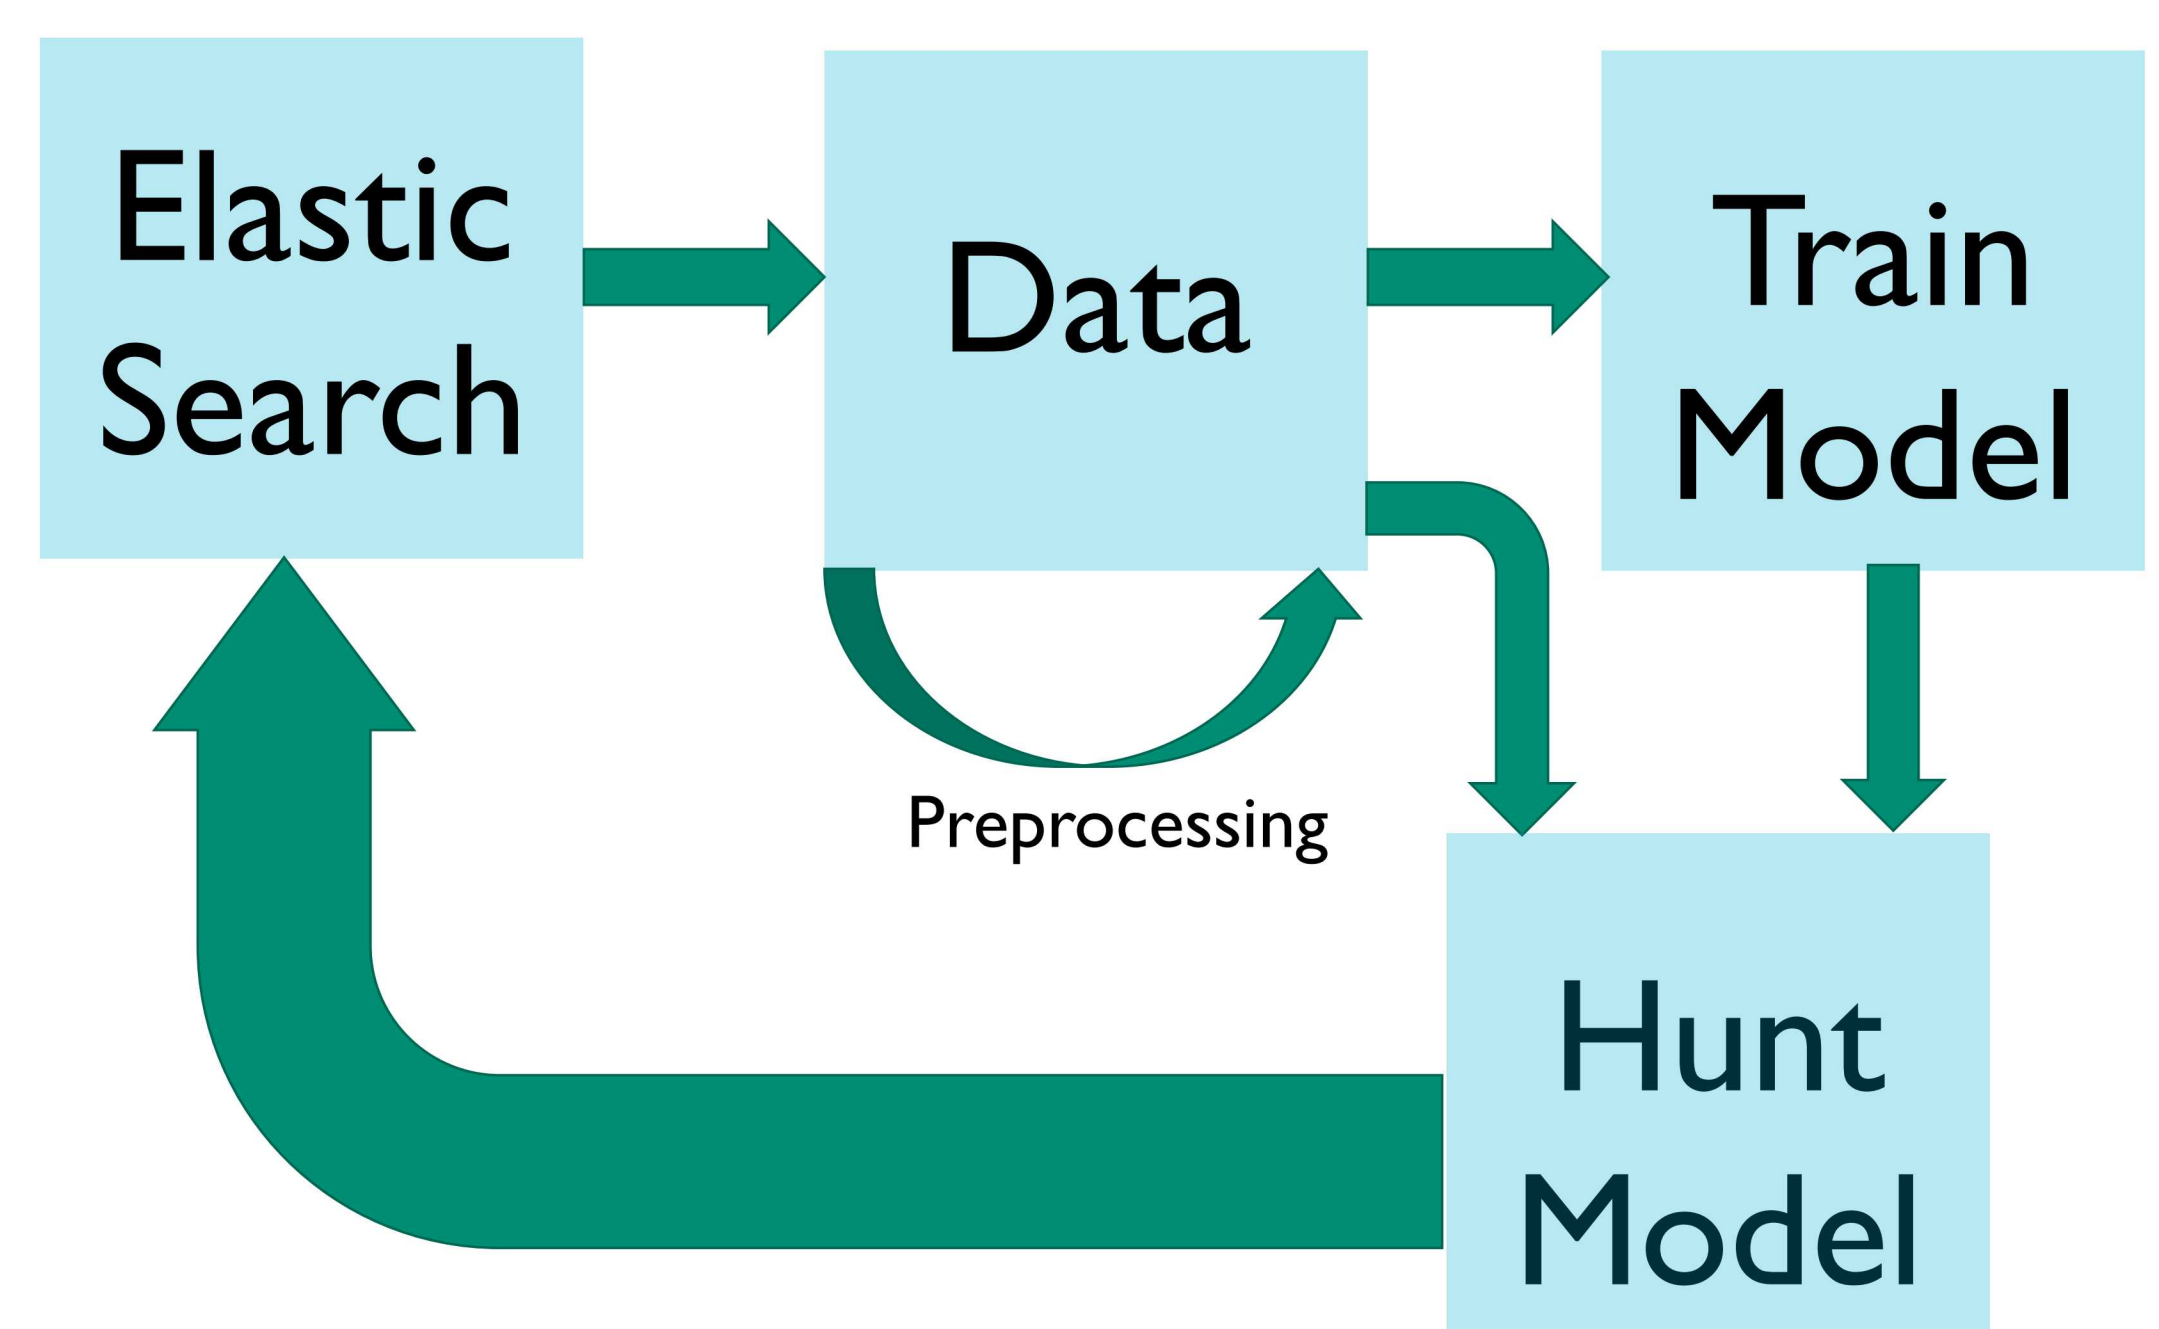 Elastic
Search
Data
Train
Model
Preprocessing
Hunt
Model